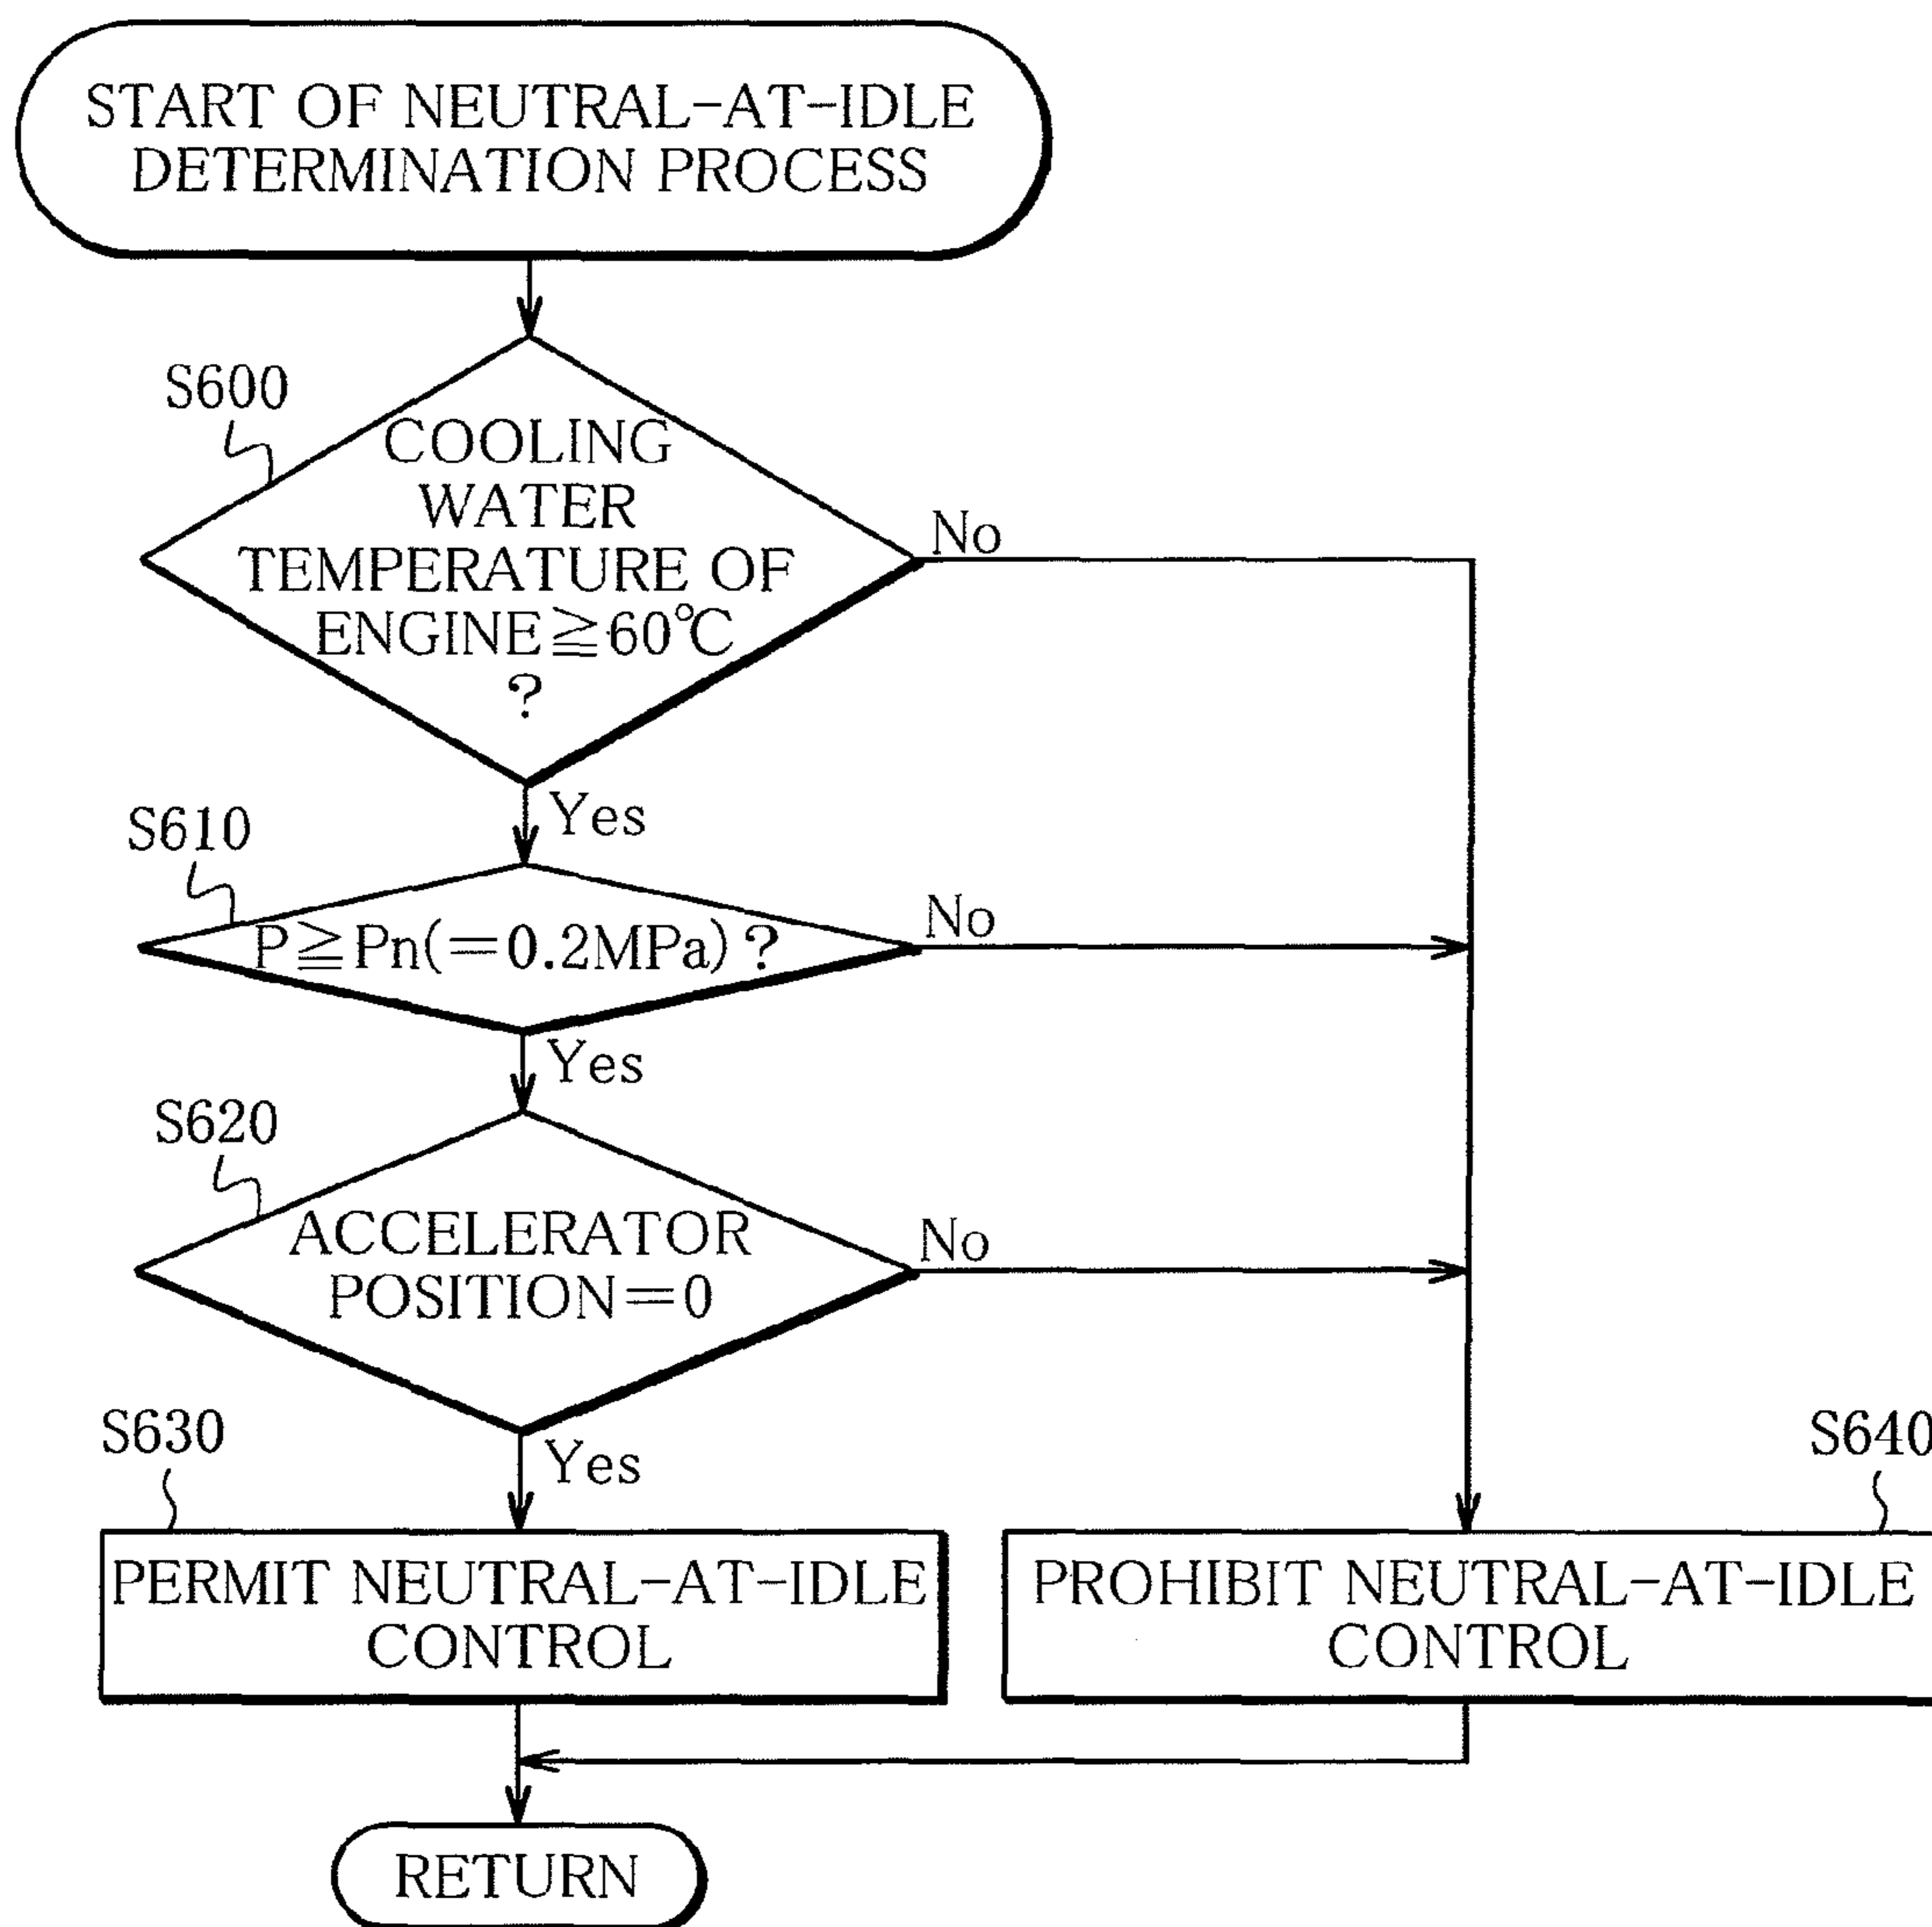 START OF NEUTRAL-AT-IDLE
DETERMINATION PROCESS
S600
COOLING
WATER
TEMPERATURE OF
ENGINE≧60℃
?
No
Yes
S610
P≧Pn(=0.2MPa)?
No
Yes
S620
ACCELERATOR
POSITION=0
No
Yes
S630
PERMIT NEUTRAL-AT-IDLE
CONTROL
S640
PROHIBIT NEUTRAL-AT-IDLE
CONTROL
RETURN